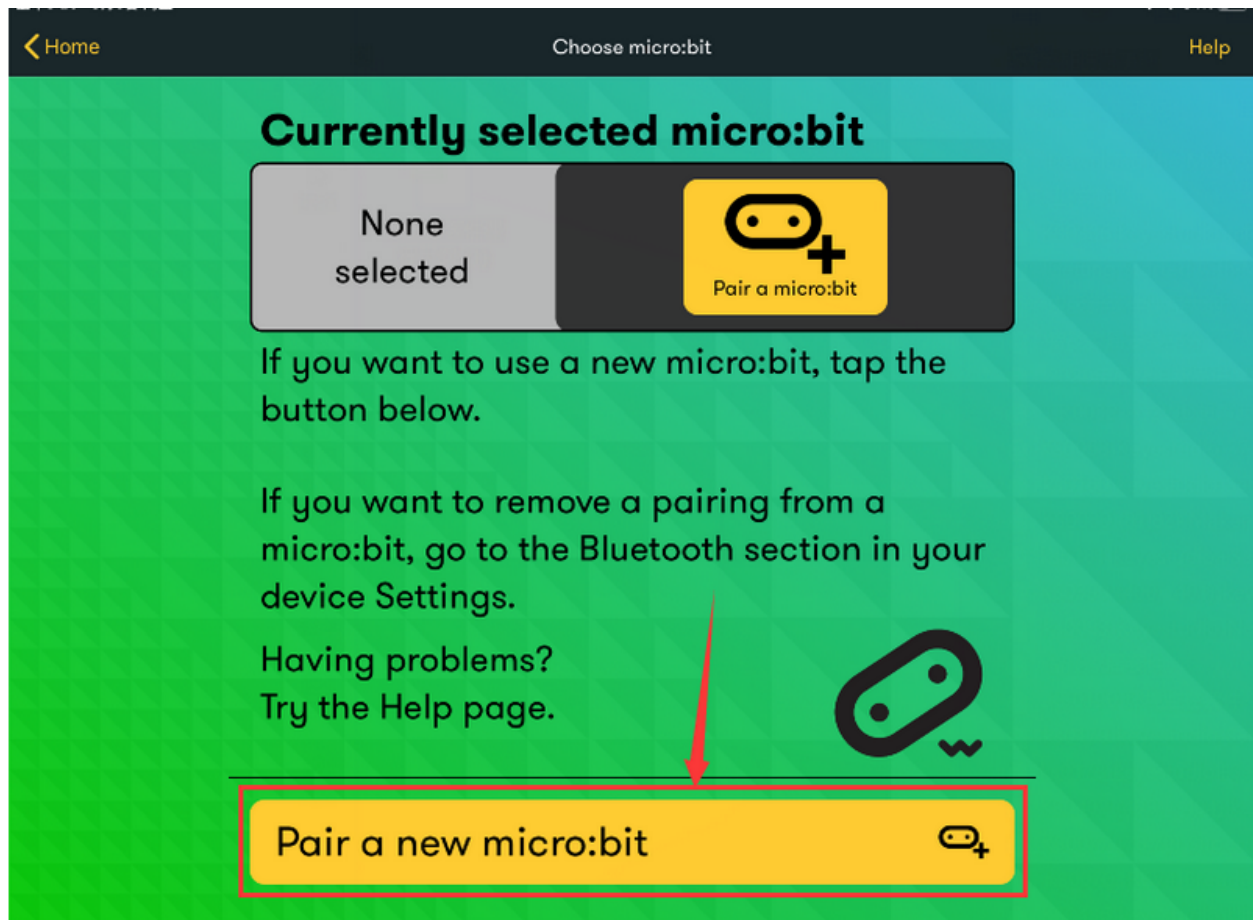 Home
Choose micro:bit
Help
Currently selected micro:bit
None
selected
Pair a micro:bit
If you want to use a new micro:bit, tap the
button below.
If you want to remove a pairing from a
micro:bit, go to the Bluetooth section in your
device Settings.
Having problems?
Try the Help page.
Pair a new micro:bit